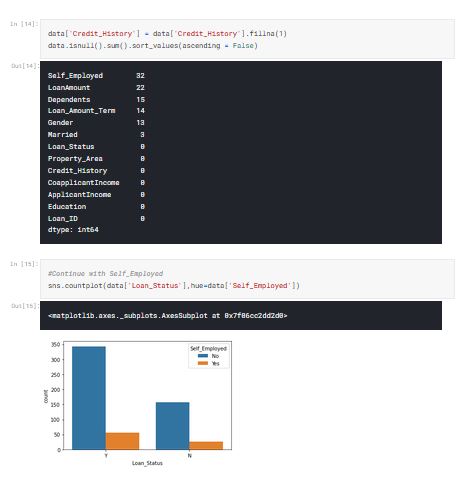 In [14]:
data['Credit_History'] = data['Credit_History'].fillna(1)
data.isnull().sum().sort_values(ascending = False)
Out[14]:
Self_Employed 32
LoanAmount 22
Dependents 15
Loan_Amount_Term 14
Gender 13
Married 3
Loan_Status 0
Property_Area 0
Credit_History 0
CoapplicantIncome 0
ApplicantIncome 0
Education 0
Loan_ID 0
dtype: int64
In [15]:
#Continue with Self_Employed
sns.countplot(data['Loan_Status'],hue=data['Self_Employed'])
Out[15]:
<matplotlib.axes._subplots.AxesSubplot at 0x7f06cc2dd2d0>
Self_Employed
No
Yes
350
300
250
200
150
100
50
0
count
Y N
Loan_Status